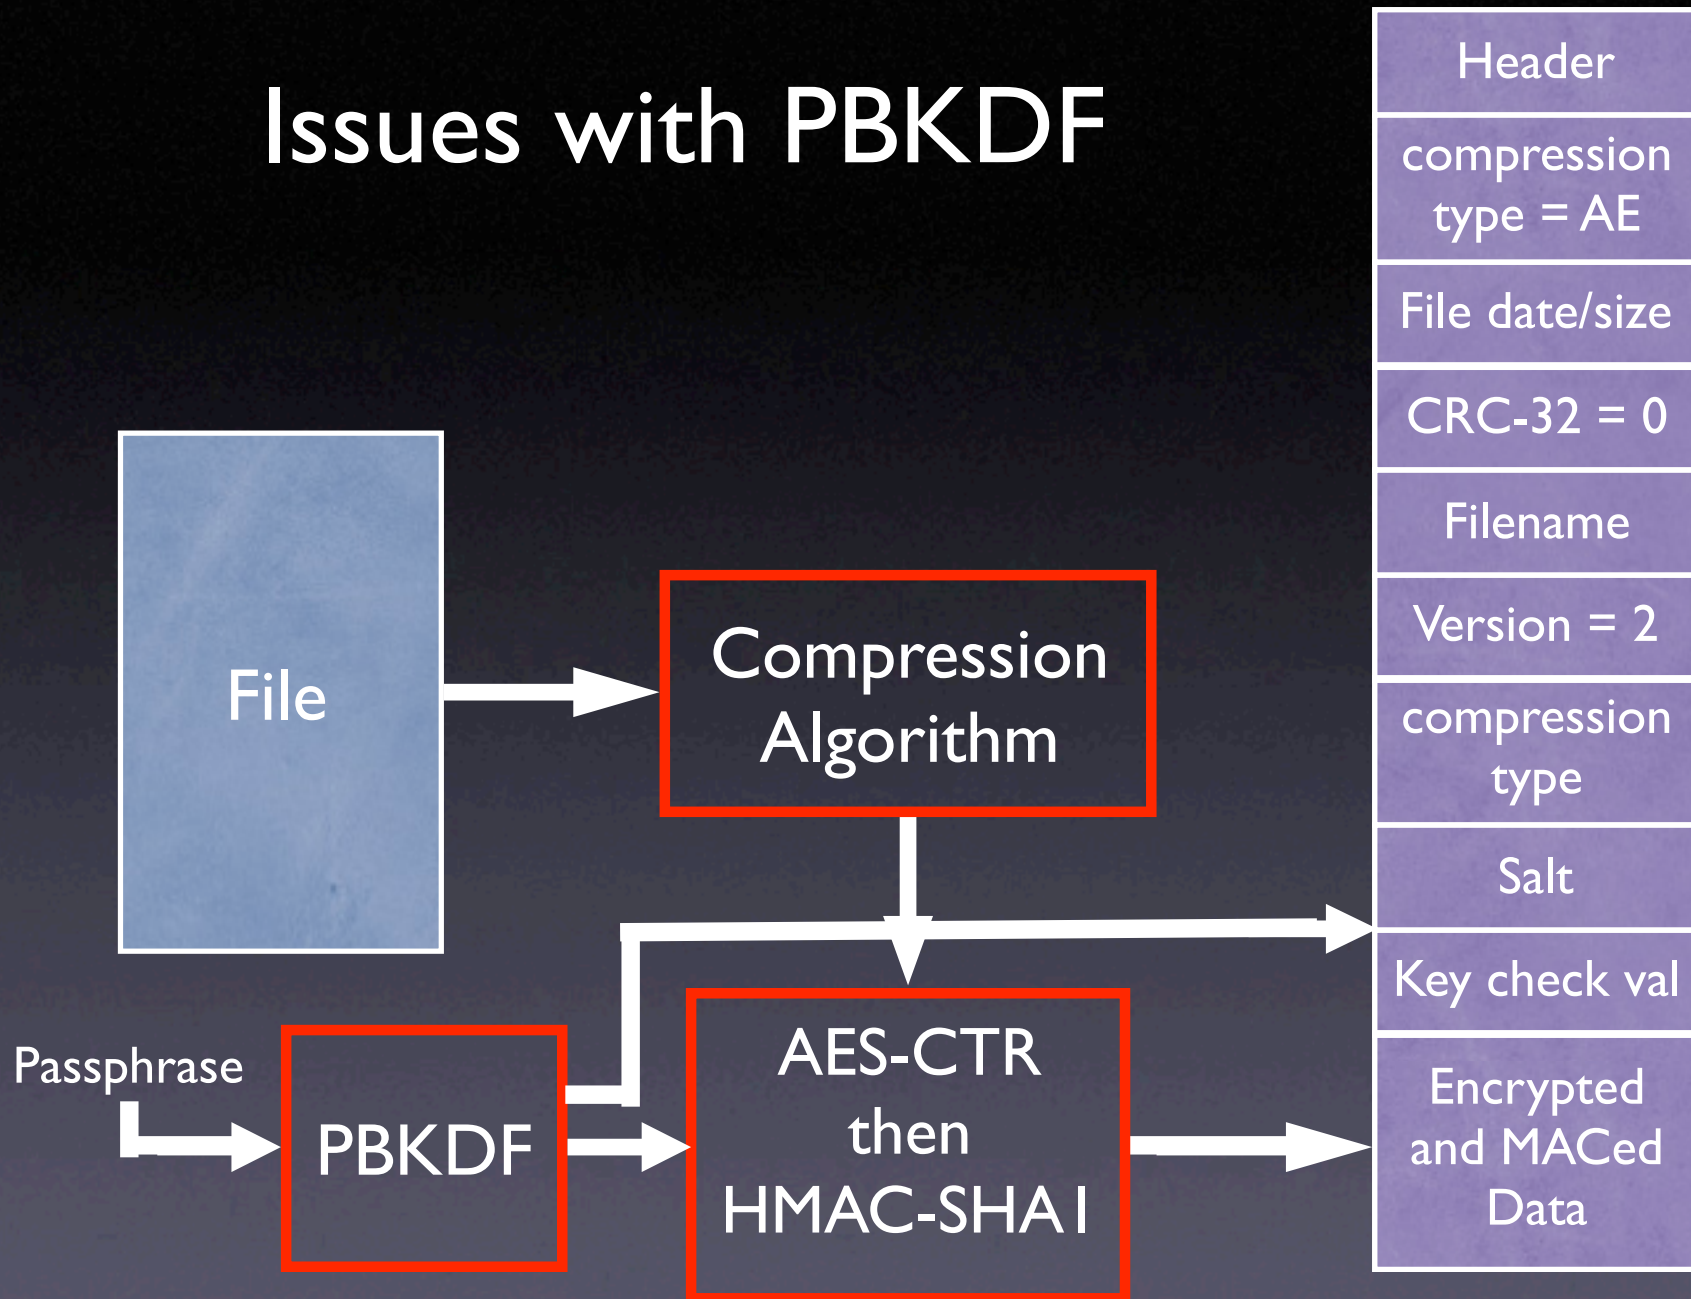 Issues with PBKDF
File
Compression
Algorithm
Passphrase
PBKDF
AES-CTR
then
HMAC-SHA1
Header
compression
type = AE
File date/size
CRC-32 = 0
Filename
Version = 2
compression
type
Salt
Key check val
Encrypted
and MACed
Data